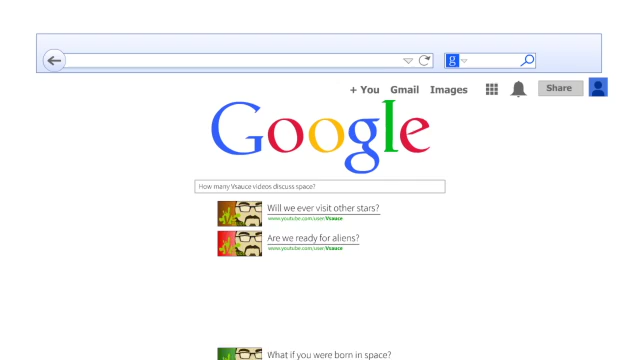 g
+ You Gmail Images Share
Google
How many Vsauce videos discuss space?
Will we ever visit other stars?
www.youtube.com/user/Vsauce
Are we ready for aliens?
www.youtube.com/user/Vsauce
What if you were born in space?